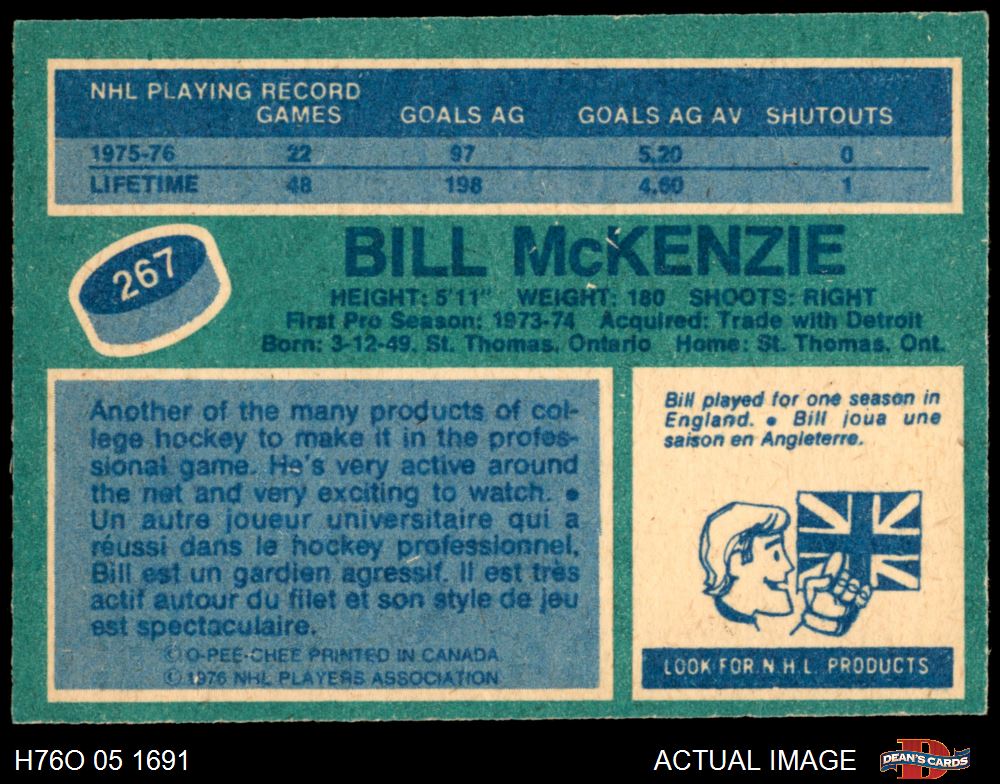 NHL PLAYING RECORD
GAMES GOALS AG GOALS AG AV SHUTOUTS
1975-76 22 97 5.20 0
LIFETIME 48 198 4.60 1
267
BILL McKENZIE
HEIGHT: 5'11" WEIGHT: 180 SHOOTS: RIGHT
First Pro Season: 1973-74 Acquired: Trade with Detroit
Born: 3-12-49. St. Thomas. Ontario Home: St. Thomas. Ont.
Another of the many products of col-
lege hockey to make it in the profes-
sional game. He's very active around
the net and very exciting to watch. •
Un autre joueur universitaire qui a
réussi dans le hockey professionnel.
Bill est un gardien agressif. Il est très
actif autour du filet et son style de jeu
est spectaculaire.
© O-PEE-CHEE PRINTED IN CANADA
© 1976 NHL PLAYERS ASSOCIATION
Bill played for one season in
England. • Bill joua une
saison en Angleterre.
LOOK FOR N.H.L. PRODUCTS
H76O 05 1691
ACTUAL IMAGE
DEAN'S CARDS